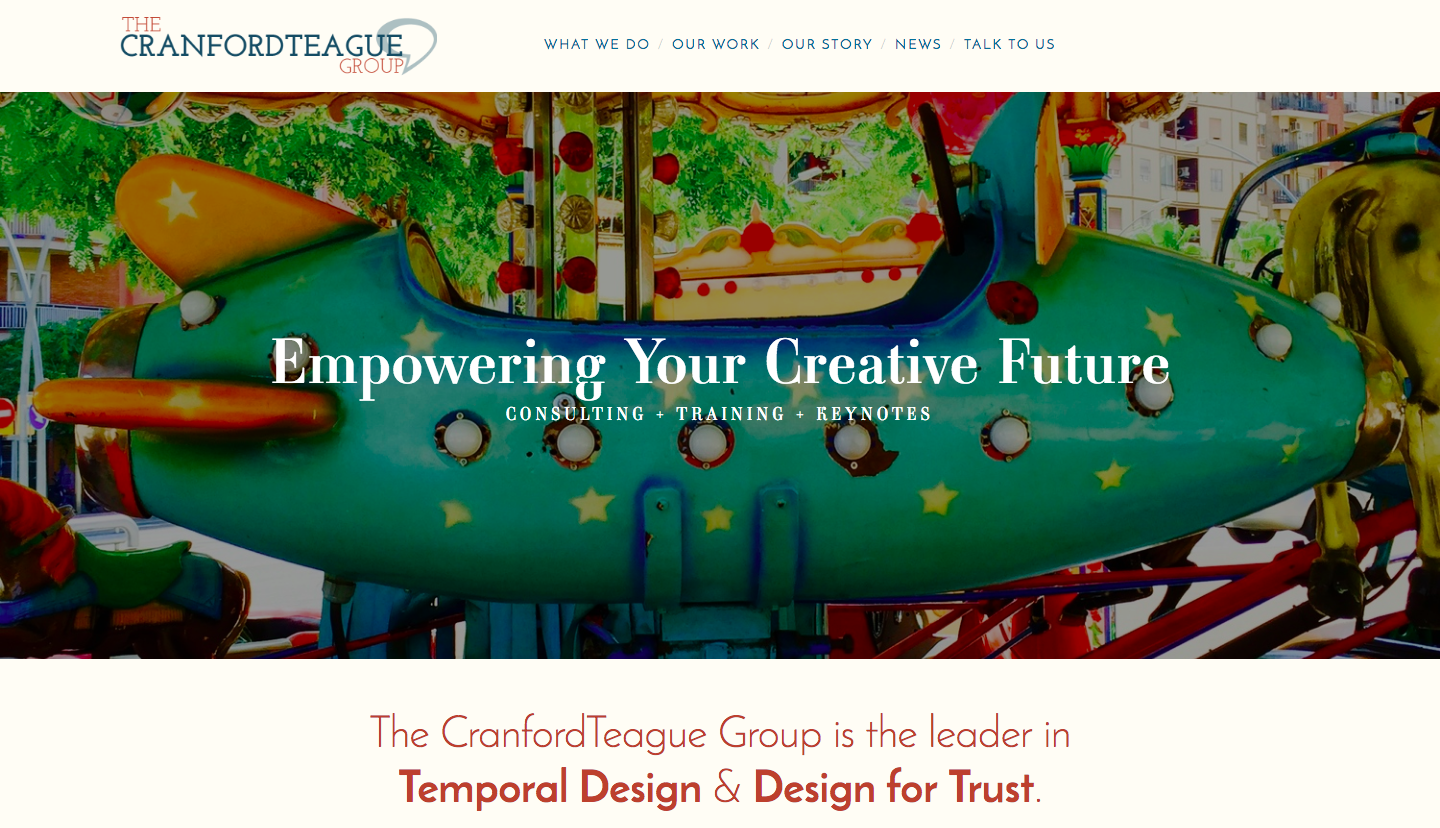 THE
CRANFORDTEAGUE
GROUP
WHAT WE DO / OUR WORK / OUR STORY / NEWS / TALK TO US
Empowering Your Creative Future
CONSULTING + TRAINING + KEYNOTES
The CranfordTeague Group is the leader in
Temporal Design & Design for Trust.